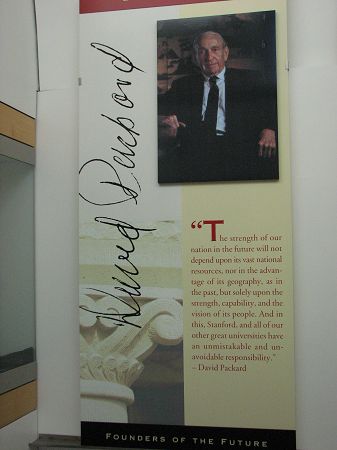 David Packard
"The strength of our
nation in the future will not
depend upon its vast national
resources, nor in the advan-
tage of its geography, as in
the past, but solely upon the
strength, capability, and the
vision of its people. And in
this, Stanford, and all of our
other great universities have
an unmistakable and un-
avoidable responsibility."
– David Packard
FOUNDERS OF THE FUTURE